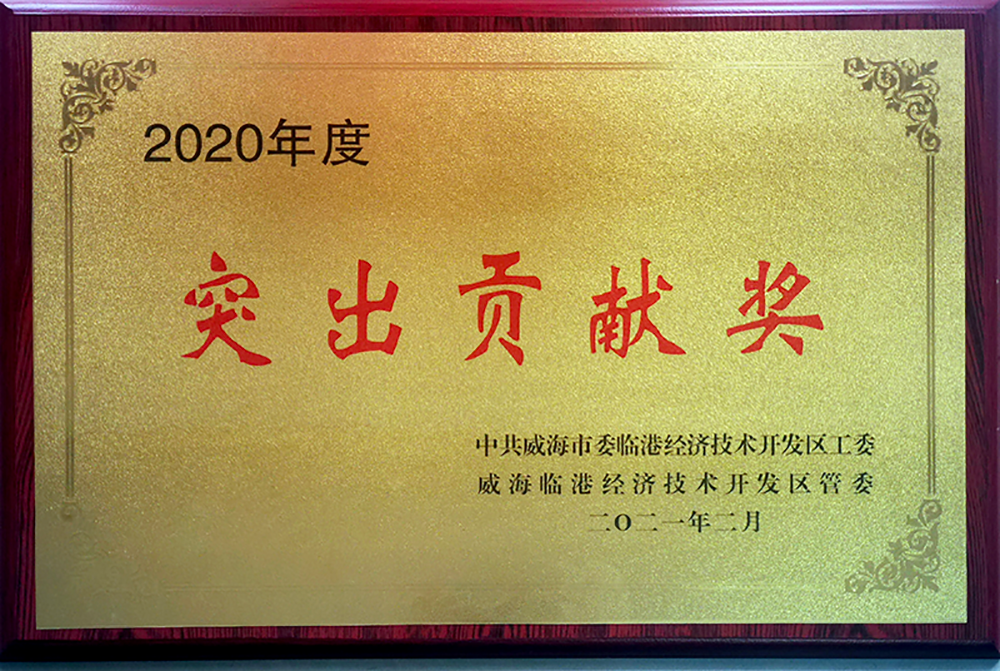 2020年度
突出贡献奖
中共威海市委临港经济技术开发区工委
威海临港经济技术开发区管委
二〇二一年二月